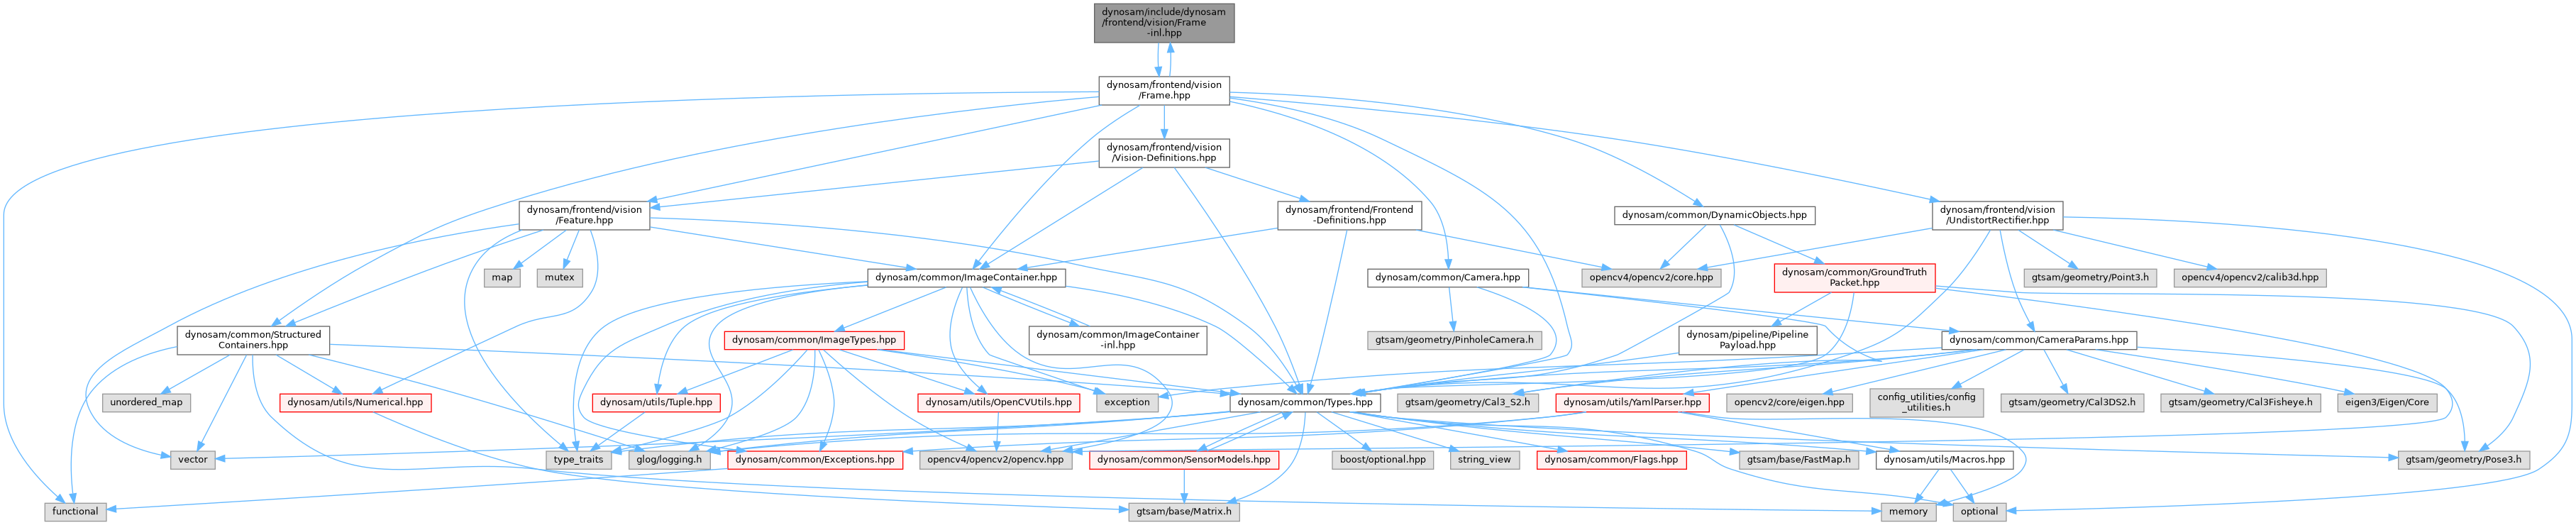 dynosam/include/dynosam
/frontend/vision/Frame
-inl.hpp
dynosam/frontend/vision
/Frame.hpp
dynosam/frontend/vision
/Vision-Definitions.hpp
dynosam/frontend/vision
/Feature.hpp
dynosam/frontend/Frontend
-Definitions.hpp
dynosam/common/DynamicObjects.hpp
dynosam/frontend/vision
/UndistortRectifier.hpp
map
mutex
dynosam/common/ImageContainer.hpp
dynosam/common/Camera.hpp
opencv4/opencv2/core.hpp
dynosam/common/GroundTruth
Packet.hpp
gtsam/geometry/Point3.h
opencv4/opencv2/calib3d.hpp
dynosam/common/Structured
Containers.hpp
dynosam/common/ImageTypes.hpp
dynosam/common/ImageContainer
-inl.hpp
gtsam/geometry/PinholeCamera.h
dynosam/pipeline/Pipeline
Payload.hpp
dynosam/common/CameraParams.hpp
unordered_map
dynosam/utils/Numerical.hpp
dynosam/utils/Tuple.hpp
dynosam/utils/OpenCVUtils.hpp
exception
dynosam/common/Types.hpp
gtsam/geometry/Cal3_S2.h
dynosam/utils/YamlParser.hpp
opencv2/core/eigen.hpp
config_utilities/config
_utilities.h
gtsam/geometry/Cal3DS2.h
gtsam/geometry/Cal3Fisheye.h
eigen3/Eigen/Core
vector
type_traits
glog/logging.h
dynosam/common/Exceptions.hpp
opencv4/opencv2/opencv.hpp
dynosam/common/SensorModels.hpp
boost/optional.hpp
string_view
dynosam/common/Flags.hpp
gtsam/base/FastMap.h
dynosam/utils/Macros.hpp
gtsam/geometry/Pose3.h
functional
gtsam/base/Matrix.h
memory
optional